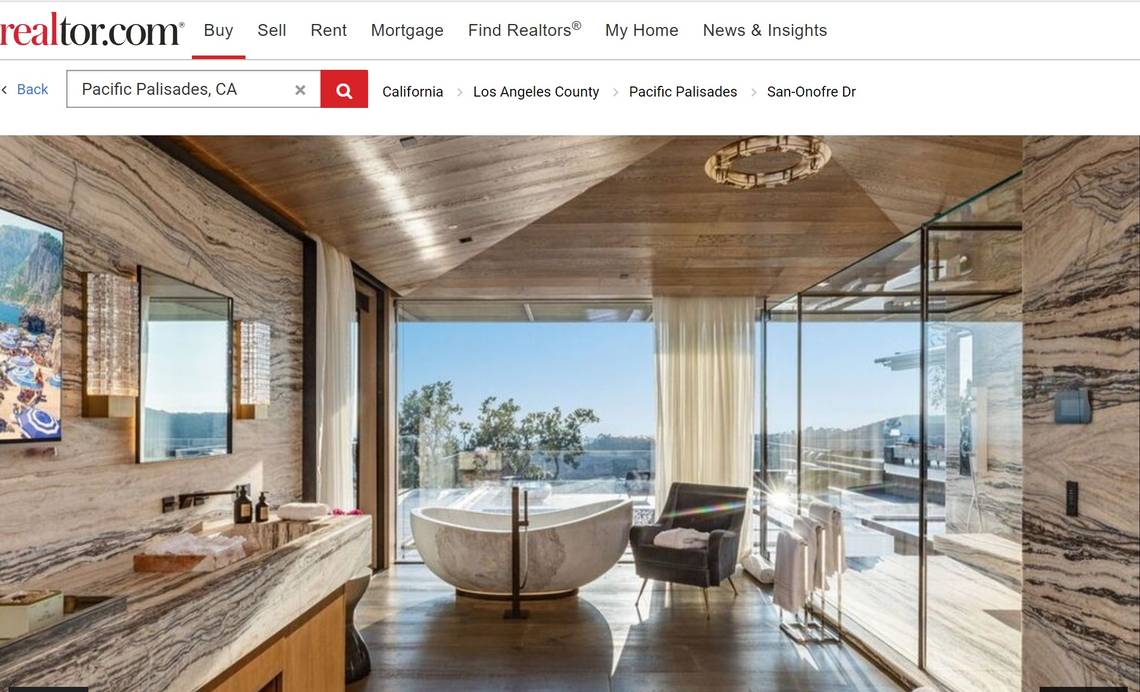 realtor.com®
Buy Sell Rent Mortgage Find Realtors® My Home News & Insights
‹ Back Pacific Palisades, CA × California > Los Angeles County > Pacific Palisades > San-Onofre Dr